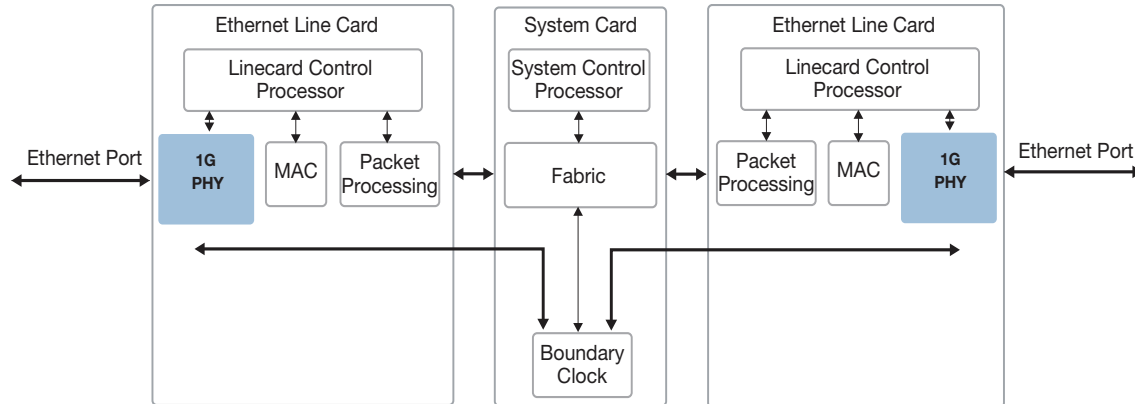 Ethernet Line Card
Linecard Control
Processor
Ethernet Port
1G
PHY
MAC
Packet
Processing
System Card
System Control
Processor
Fabric
Boundary
Clock
Ethernet Line Card
Linecard Control
Processor
Packet
Processing
MAC
1G
PHY
Ethernet Port